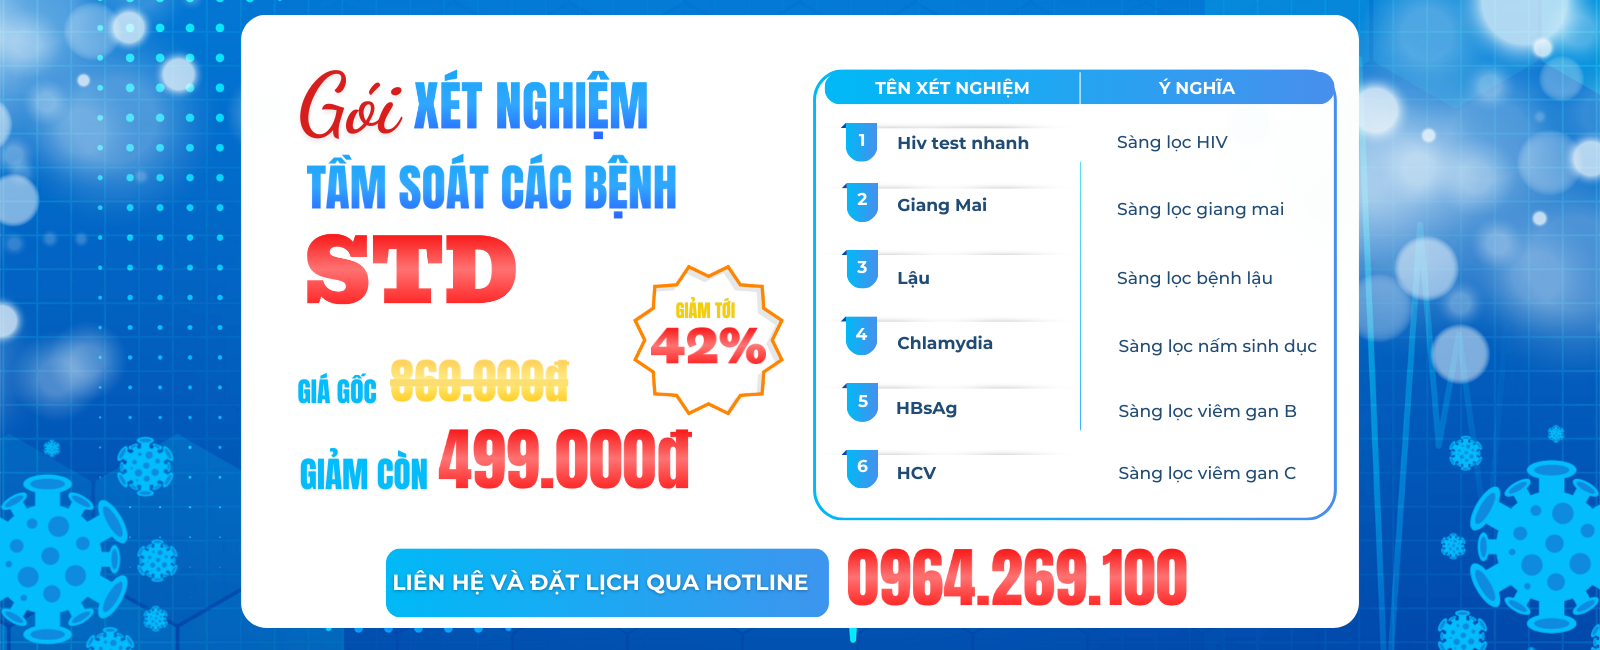 Gói XÉT NGHIỆM
TẦM SOÁT CÁC BỆNH
STD
GIẢM TỚI
42%
GIÁ GỐC 860.000đ
GIẢM CÒN 499.000đ
TÊN XÉT NGHIỆM Ý NGHĨA
1 Hiv test nhanh Sàng lọc HIV
2 Giang Mai Sàng lọc giang mai
3 Lậu Sàng lọc bệnh lậu
4 Chlamydia Sàng lọc nấm sinh dục
5 HBsAg Sàng lọc viêm gan B
6 HCV Sàng lọc viêm gan C
LIÊN HỆ VÀ ĐẶT LỊCH QUA HOTLINE 0964.269.100